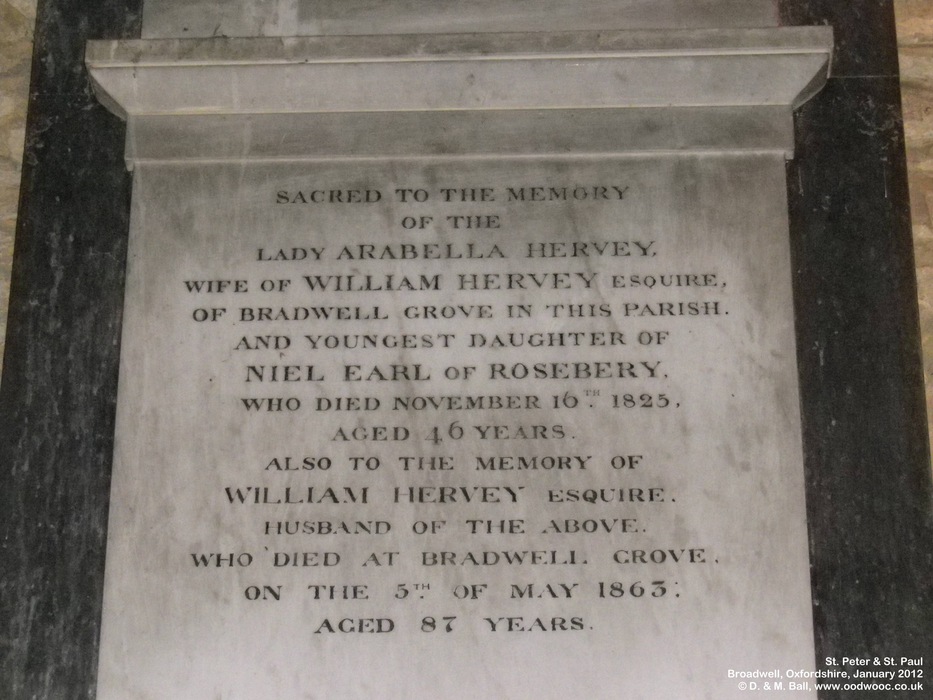 SACRED TO THE MEMORY
OF THE
LADY ARABELLA HERVEY,
WIFE OF WILLIAM HERVEY ESQUIRE,
OF BRADWELL GROVE IN THIS PARISH.
AND YOUNGEST DAUGHTER OF
NIEL EARL OF ROSEBERY,
WHO DIED NOVEMBER 16TH. 1825,
AGED 46 YEARS.
ALSO TO THE MEMORY OF
WILLIAM HERVEY ESQUIRE.
HUSBAND OF THE ABOVE.
WHO DIED AT BRADWELL GROVE,
ON THE 5TH. OF MAY 1863:
AGED 87 YEARS.
St. Peter & St. Paul
Broadwell, Oxfordshire, January 2012
© D. & M. Ball, www.oodwooc.co.uk